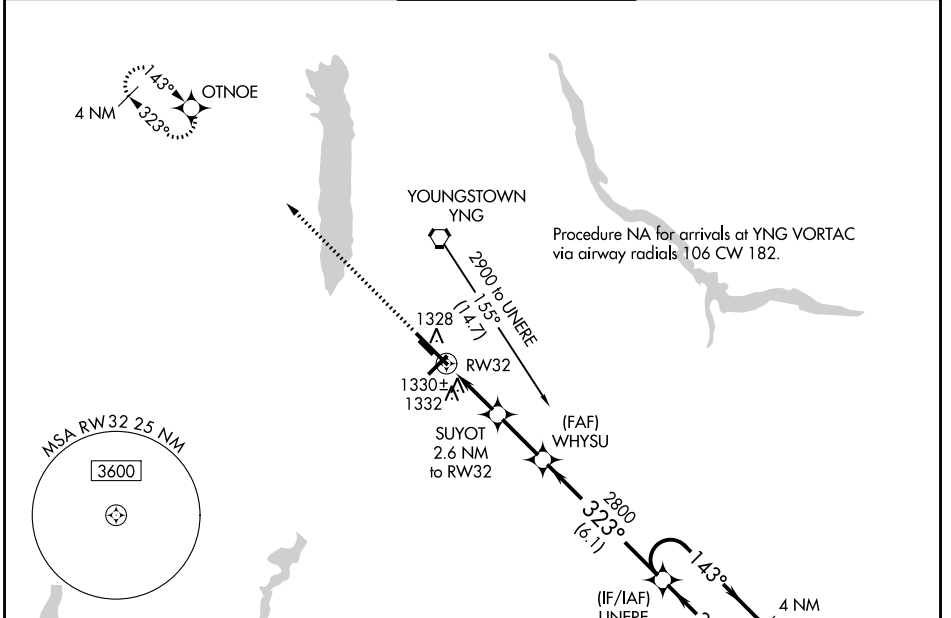 143°
OTNOE
4 NM
323°
YOUNGSTOWN
YNG
Procedure NA for arrivals at YNG VORTAC
via airway radials 106 CW 182.
2900 to UNERE
155°
(14.7)
1328
RW32
1330±
1332
(FAF)
WHYSU
SUYOT
2.6 NM
to RW32
MSA RW32 25 NM
3600
2800
323°
(6.1)
143°
4 NM
(IF/IAF)
UNERE